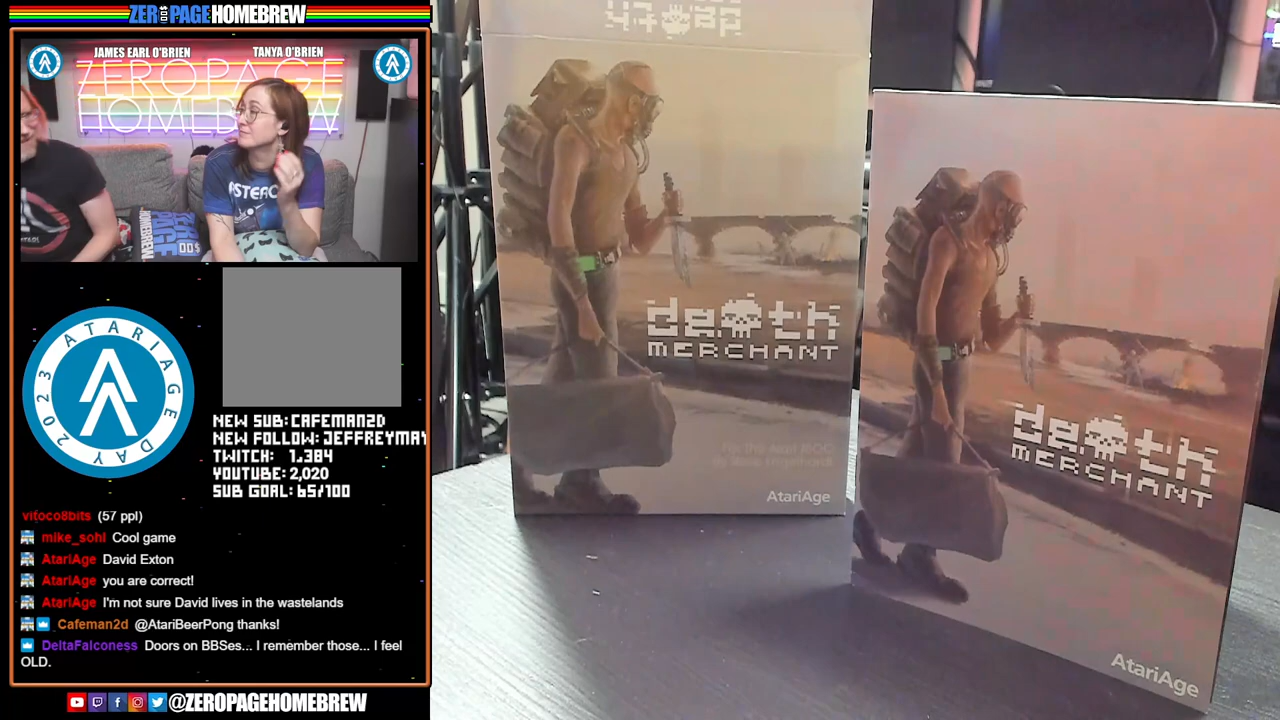 ZEROPAGE HOMEBREW
JAMES EARL O'BRIEN
TANYA O'BRIEN
ZEROPAGE
HOMEB
ATARIAGE DAY 2023
NEW SUB: CAFEMAN2D
NEW FOLLOW: JEFFREYMAY
TWITCH: 1,384
YOUTUBE: 2,020
SUB GOAL: 65/100
vitoco8bits (57 ppl)
mike_sohl Cool game
AtariAge David Exton
AtariAge you are correct!
AtariAge I'm not sure David lives in the wastelands
Cafeman2d @AtariBeerPong thanks!
DeltaFalconess Doors on BBSes... I remember those... I feel
OLD.
@ZEROPAGEHOMEBREW
death
MERCHANT
AtariAge
death
MERCHANT
AtariAge